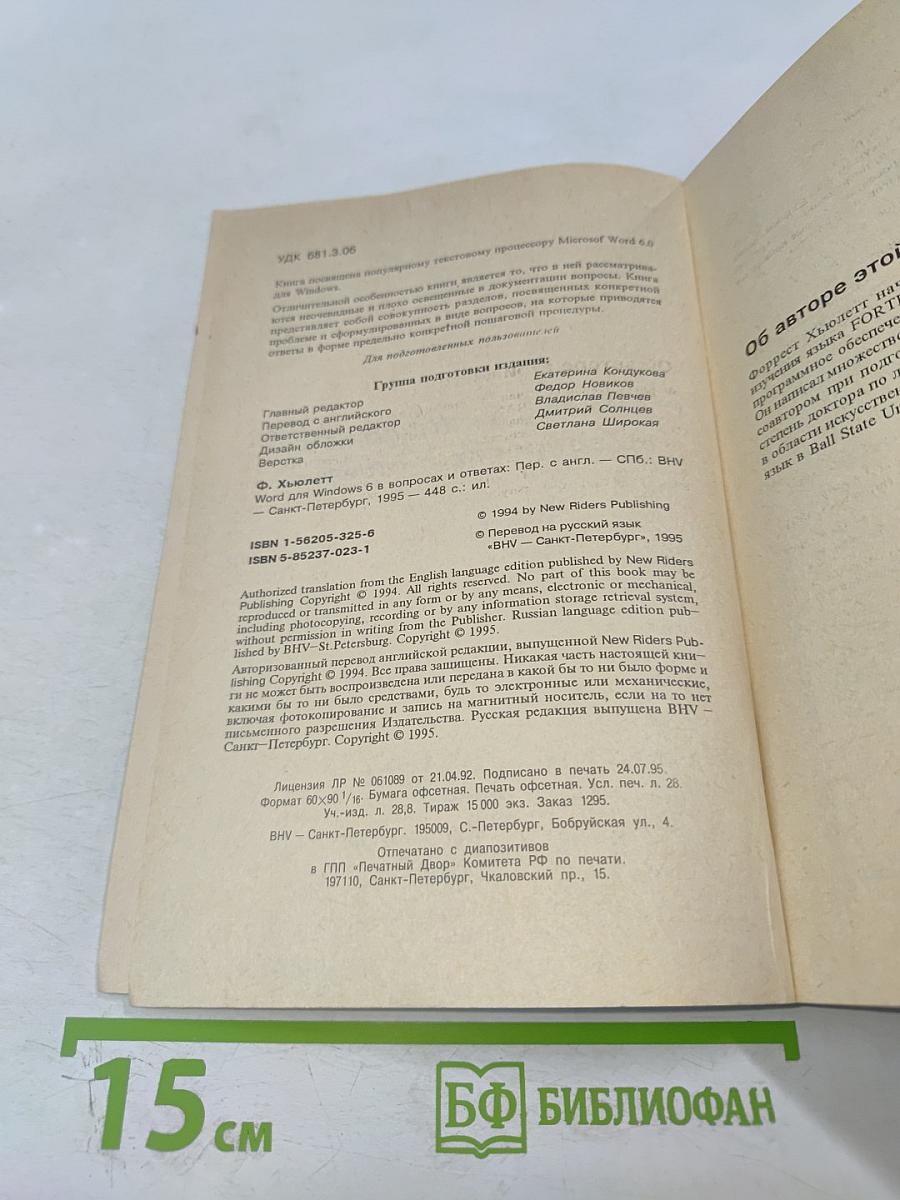 УДК 681.3.06
Книга посвящена популярному текстовому процессору Microsof Word 6.0
для Windows.
Отличительной особенностью книги является то, что в ней рассматрива-
ются неочевидные и плохо освещенные в документации вопросы. Книга
представляет собой совокупность разделов, посвященных конкретной
проблеме и сформулированных в виде вопросов, на которые приводятся
ответы в форме предельно конкретной пошаговой процедуры.
Для подготовленных пользователей
Группа подготовки издания:
Главный редактор Екатерина Кондукова
Перевод с английского Федор Новиков
Ответственный редактор Владислав Певчев
Дизайн обложки Дмитрий Солнцев
Верстка Светлана Широкая
Ф. Хьюлетт
Word для Windows 6 в вопросах и ответах: Пер. с англ. — СПб.: BHV
— Санкт-Петербург, 1995 — 448 с.: ил.
ISBN 1-56205-325-6 © 1994 by New Riders Publishing
ISBN 5-85237-023-1 © Перевод на русский язык
«BHV — Санкт-Петербург», 1995
Authorized translation from the English language edition published by New Riders
Publishing Copyright © 1994. All rights reserved. No part of this book may be
reproduced or transmitted in any form or by any means, electronic or mechanical,
including photocopying, recording or by any information storage retrieval system,
without permission in writing from the Publisher. Russian language edition pub-
lished by BHV—St.Petersburg. Copyright © 1995.
Авторизованный перевод английской редакции, выпущенной New Riders Pub-
lishing Copyright © 1994. Все права защищены. Никакая часть настоящей кни-
ги не может быть воспроизведена или передана в какой бы то ни было форме и
какими бы то ни было средствами, будь то электронные или механические,
включая фотокопирование и запись на магнитный носитель, если на то нет
письменного разрешения Издательства. Русская редакция выпущена BHV —
Санкт—Петербург. Copyright © 1995.
Лицензия ЛР № 061089 от 21.04.92. Подписано в печать 24.07.95.
Формат 60×90 1/16. Бумага офсетная. Печать офсетная. Усл. печ. л. 28.
Уч.-изд. л. 28,8. Тираж 15 000 экз. Заказ 1295.
BHV — Санкт-Петербург. 195009, С.-Петербург, Бобруйская ул., 4.
Отпечатано с диапозитивов
в ГПП «Печатный Двор» Комитета РФ по печати.
197110, Санкт-Петербург, Чкаловский пр., 15.
Об авторе этой
Форрест Хьюлетт нач
изучения языка FORT
программное обеспече
Он написал множество
соавтором при подго
степень доктора по л
в области искусствен
язык в Ball State Un
15 см
БФ БИБЛИОФАН